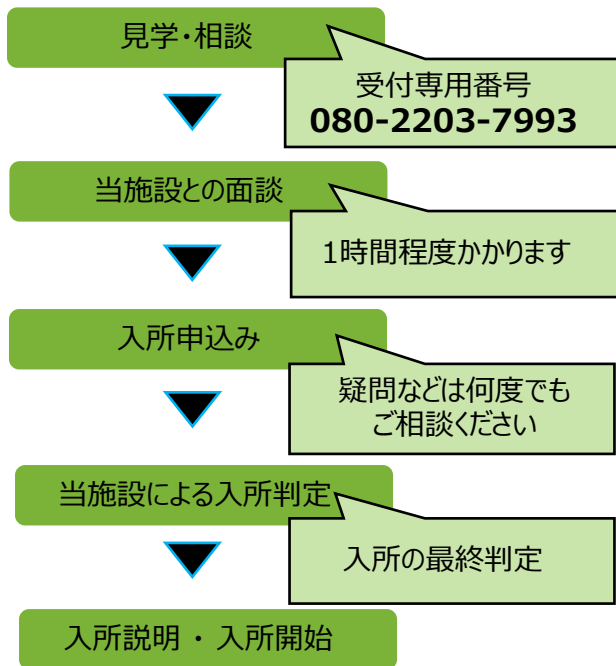 見学・相談
受付専用番号
080-2203-7993
当施設との面談
1時間程度かかります
入所申込み
疑問などは何度でも
ご相談ください
当施設による入所判定
入所の最終判定
入所説明 ・ 入所開始